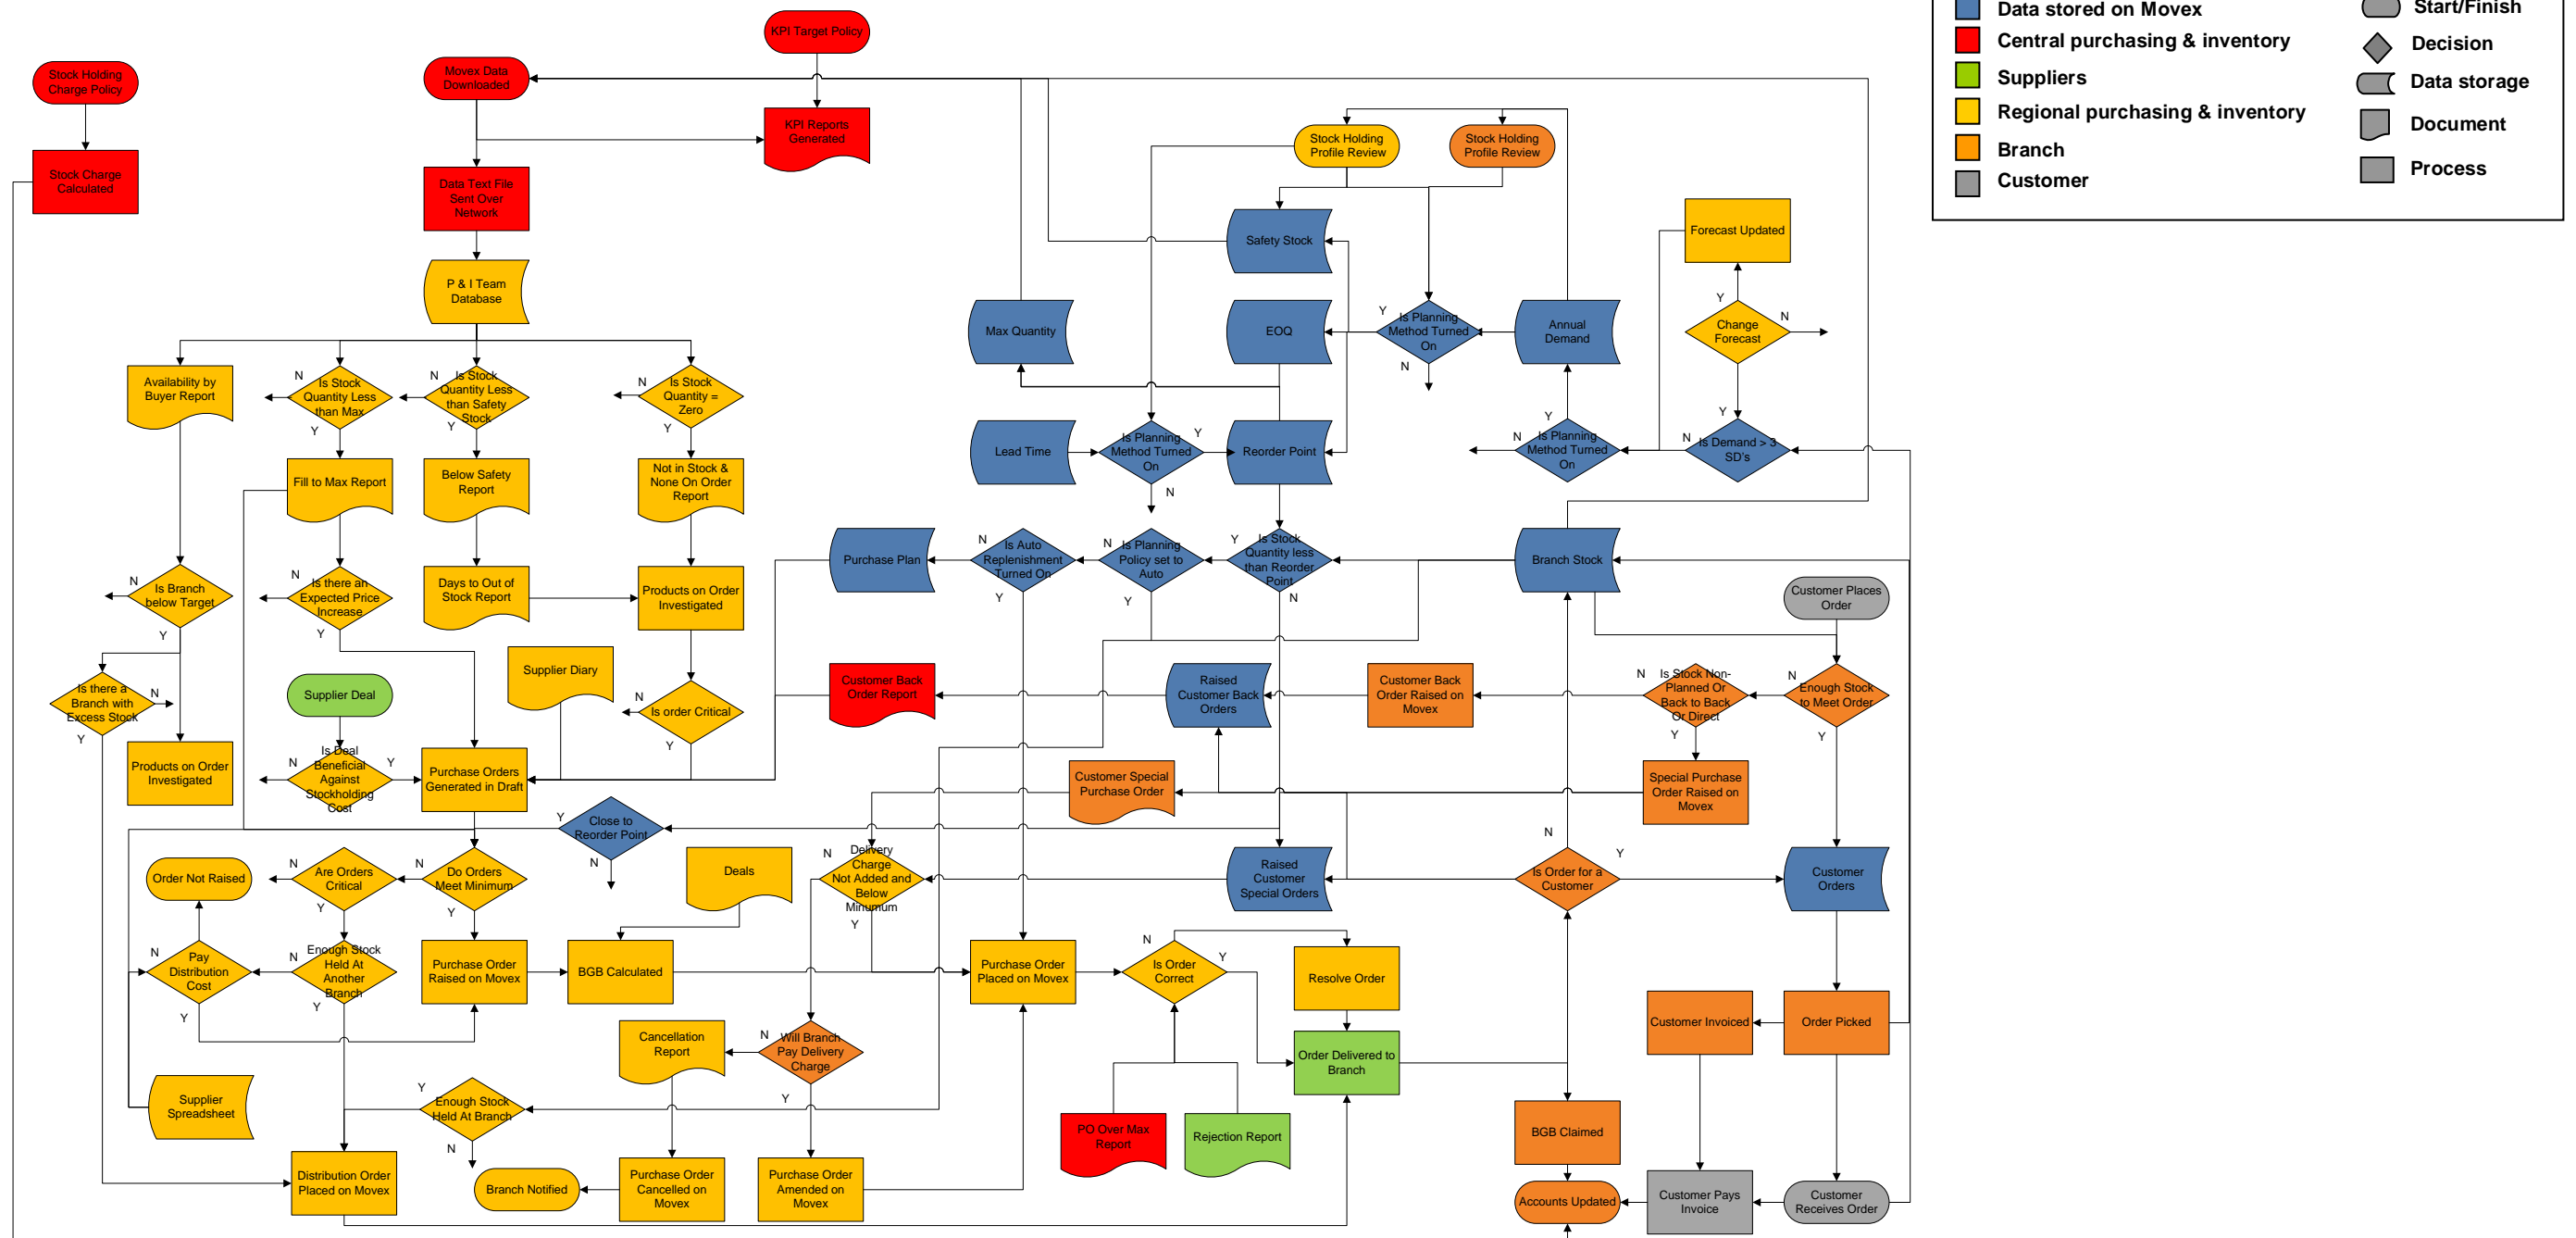 KPI Target Policy
Data stored on Movex
Start/Finish
Central purchasing & inventory
Decision
Suppliers
Data storage
Regional purchasing & inventory
Document
Branch
Process
Customer
Stock Holding
Charge Policy
Movex Data
Downloaded
KPI Reports
Generated
Stock Holding
Profile Review
Stock Holding
Profile Review
Stock Charge
Calculated
Data Text File
Sent Over
Network
Safety Stock
Forecast Updated
P & I Team
Database
Max Quantity
EOQ
Y
Is Planning
Method Turned
On
N
Annual
Demand
Y
Change
Forecast
N
Y
Availability by
Buyer Report
N
Is Stock
Quantity Less
than Max
Y
N
Is Stock
Quantity Less
than Safety
Stock
Y
N
Is Stock
Quantity =
Zero
Y
Lead Time
Is Planning
Method Turned
On
Y
N
Reorder Point
Y
N
Is Planning
Method Turned
On
N
Is Demand > 3
SD's
Fill to Max Report
Below Safety
Report
Not in Stock &
None On Order
Report
Purchase Plan
N
Is Auto
Replenishment
Turned On
Y
N
Is Planning
Policy set to
Auto
Y
Y
Is Stock
Quantity less
than Reorder
Point
N
Branch Stock
Customer Places
Order
N
Is Branch
below Target
Y
N
Is there an
Expected Price
Increase
Y
Days to Out of
Stock Report
Products on Order
Investigated
Is there a
Branch with
Excess Stock
N
Y
Supplier Deal
Supplier Diary
N
Is order Critical
Y
Customer Back
Order Report
Raised
Customer Back
Orders
Customer Back
Order Raised on
Movex
N
Is Stock Non-
Planned Or
Back to Back
Or Direct
Y
N
Enough Stock
to Meet Order
Y
Products on Order
Investigated
N
Is Deal
Beneficial
Against
Stockholding
Cost
Y
Purchase Orders
Generated in Draft
Customer Special
Purchase Order
Special Purchase
Order Raised on
Movex
Y
Close to
Reorder Point
N
Order Not Raised
N
Are Orders
Critical
Y
N
Do Orders
Meet Minimum
Y
Deals
N
Delivery
Charge
Not Added and
Below
Minumum
Y
Raised
Customer
Special Orders
N
Is Order for a
Customer
Y
Customer
Orders
N
Pay
Distribution
Cost
Y
N
Enough Stock
Held At
Another
Branch
Y
Purchase Order
Raised on Movex
BGB Calculated
Purchase Order
Placed on Movex
N
Is Order
Correct
Y
Resolve Order
Cancellation
Report
N
Will Branch
Pay Delivery
Charge
Y
Order Delivered to
Branch
Customer Invoiced
Order Picked
Supplier
Spreadsheet
Y
Enough Stock
Held At Branch
N
PO Over Max
Report
Rejection Report
BGB Claimed
Distribution Order
Placed on Movex
Branch Notified
Purchase Order
Cancelled on
Movex
Purchase Order
Amended on
Movex
Accounts Updated
Customer Pays
Invoice
Customer
Receives Order